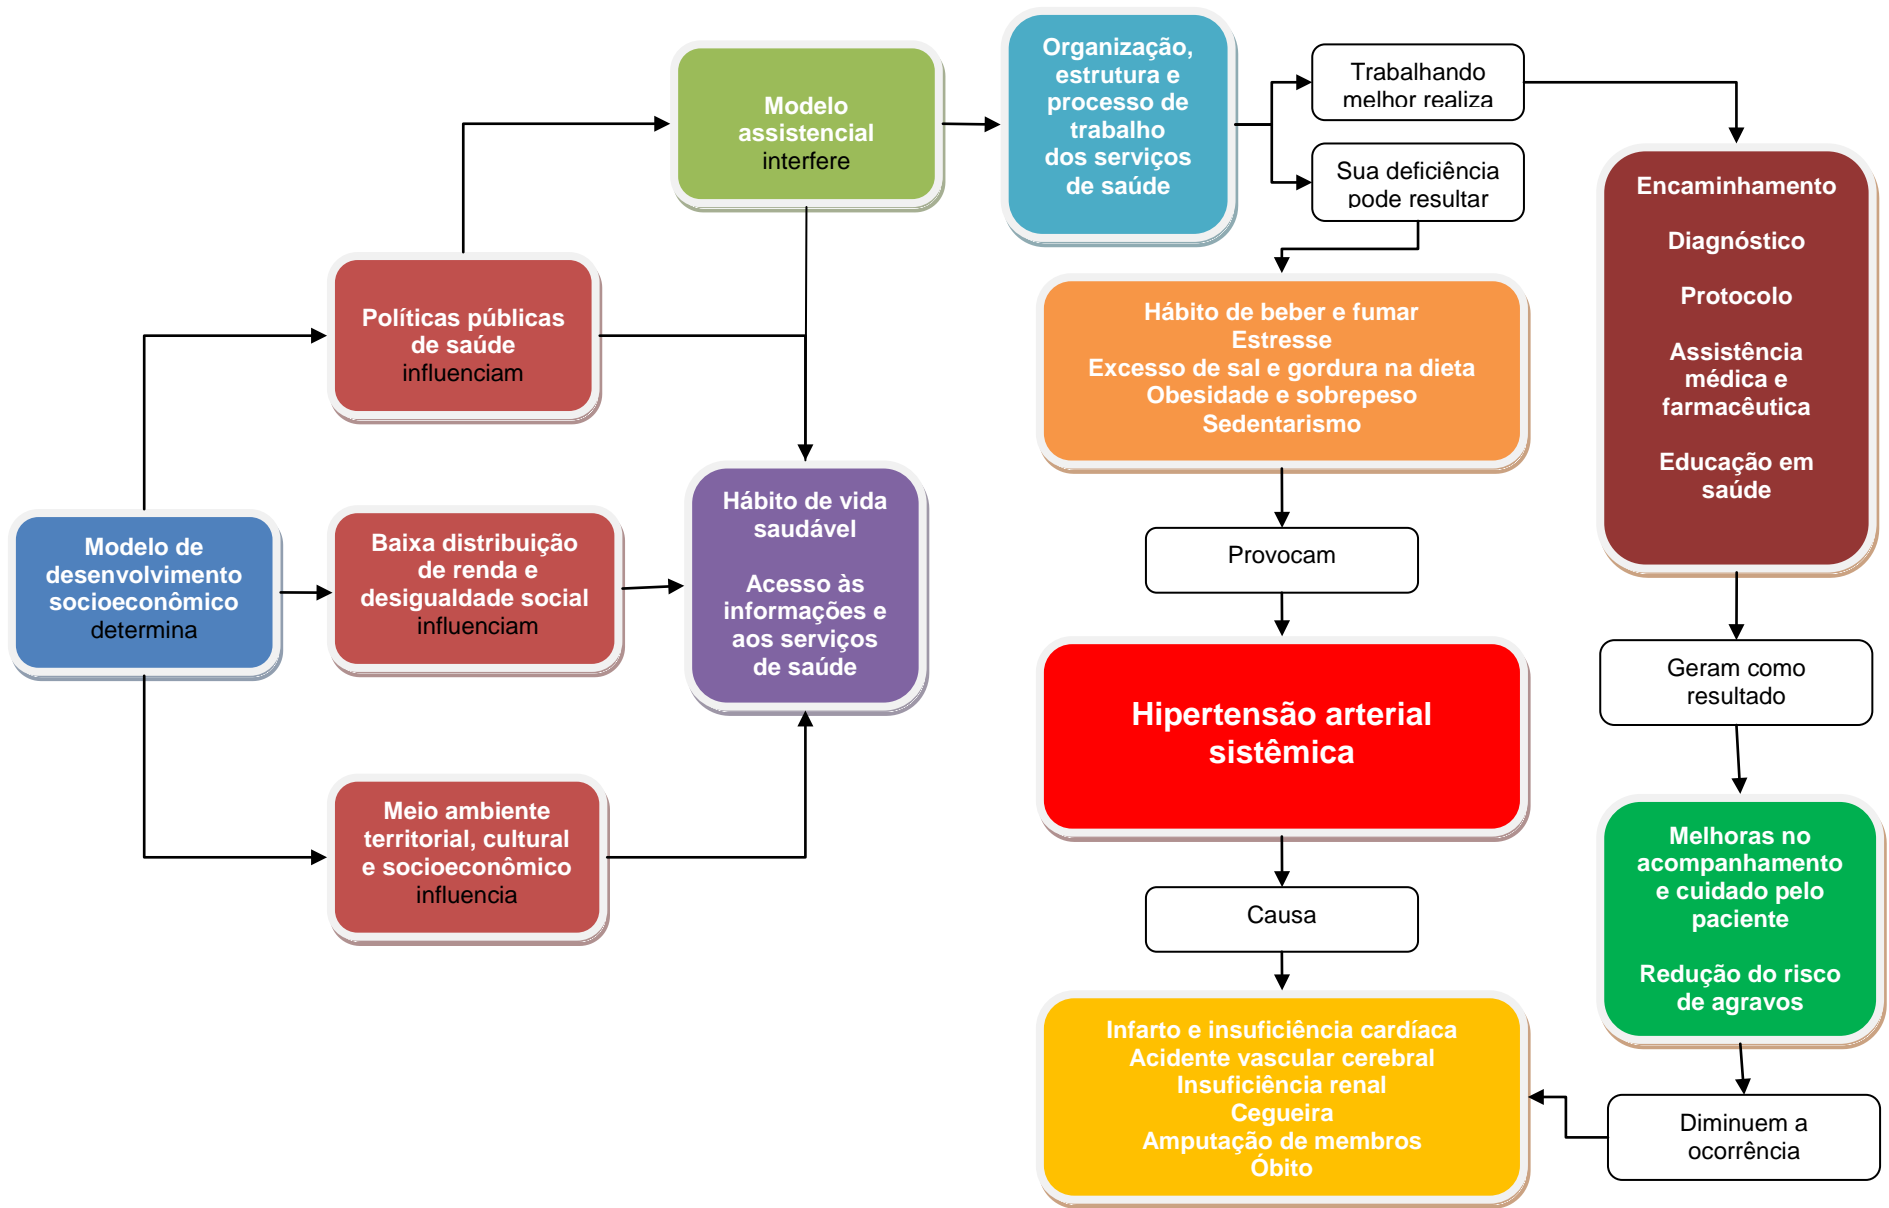 Modelo
assistencial
interfere
Organização,
estrutura e
processo de
trabalho
dos serviços
de saúde
Trabalhando
melhor realiza
Sua deficiência
pode resultar
Encaminhamento
Diagnóstico
Protocolo
Assistência
médica e
farmacêutica
Educação em
saúde
Políticas públicas
de saúde
influenciam
Hábito de beber e fumar
Estresse
Excesso de sal e gordura na dieta
Obesidade e sobrepeso
Sedentarismo
Modelo de
desenvolvimento
socioeconômico
determina
Baixa distribuição
de renda e
desigualdade social
influenciam
Hábito de vida
saudável
Acesso às
informações e
aos serviços
de saúde
Provocam
Hipertensão arterial
sistêmica
Geram como
resultado
Meio ambiente
territorial, cultural
e socioeconômico
influencia
Causa
Melhoras no
acompanhamento
e cuidado pelo
paciente
Redução do risco
de agravos
Infarto e insuficiência cardíaca
Acidente vascular cerebral
Insuficiência renal
Cegueira
Amputação de membros
Óbito
Diminuem a
ocorrência